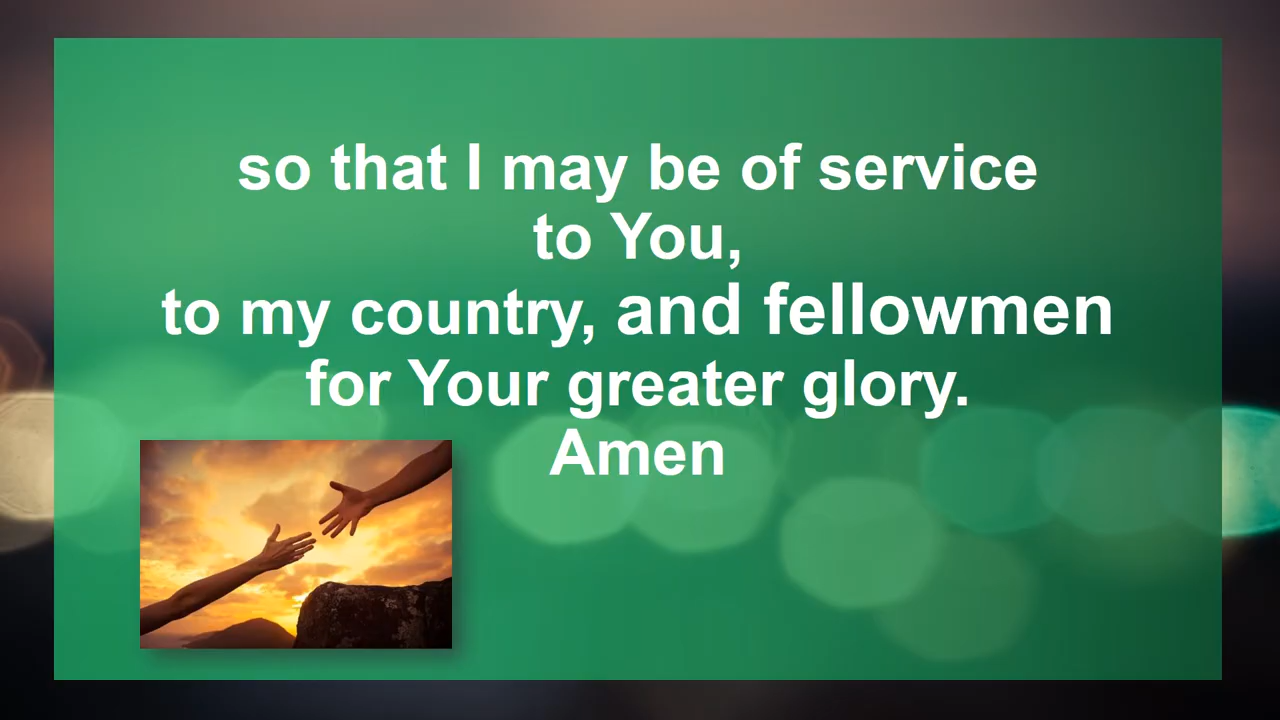 so that I may be of service
to You,
to my country, and fellowmen
for Your greater glory.
Amen